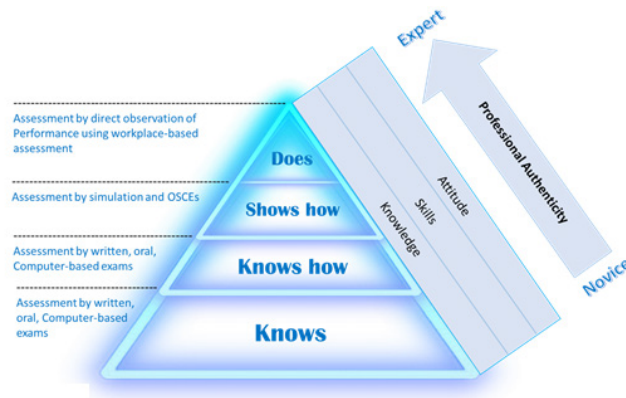 Expert
Professional Authenticity
Novice
Attitude
Skills
Knowledge
Assessment by direct observation of
Performance using workplace-based
assessment
Does
Assessment by simulation and OSCEs
Shows how
Assessment by written, oral,
Computer-based exams
Knows how
Assessment by written,
oral, Computer-based
exams
Knows